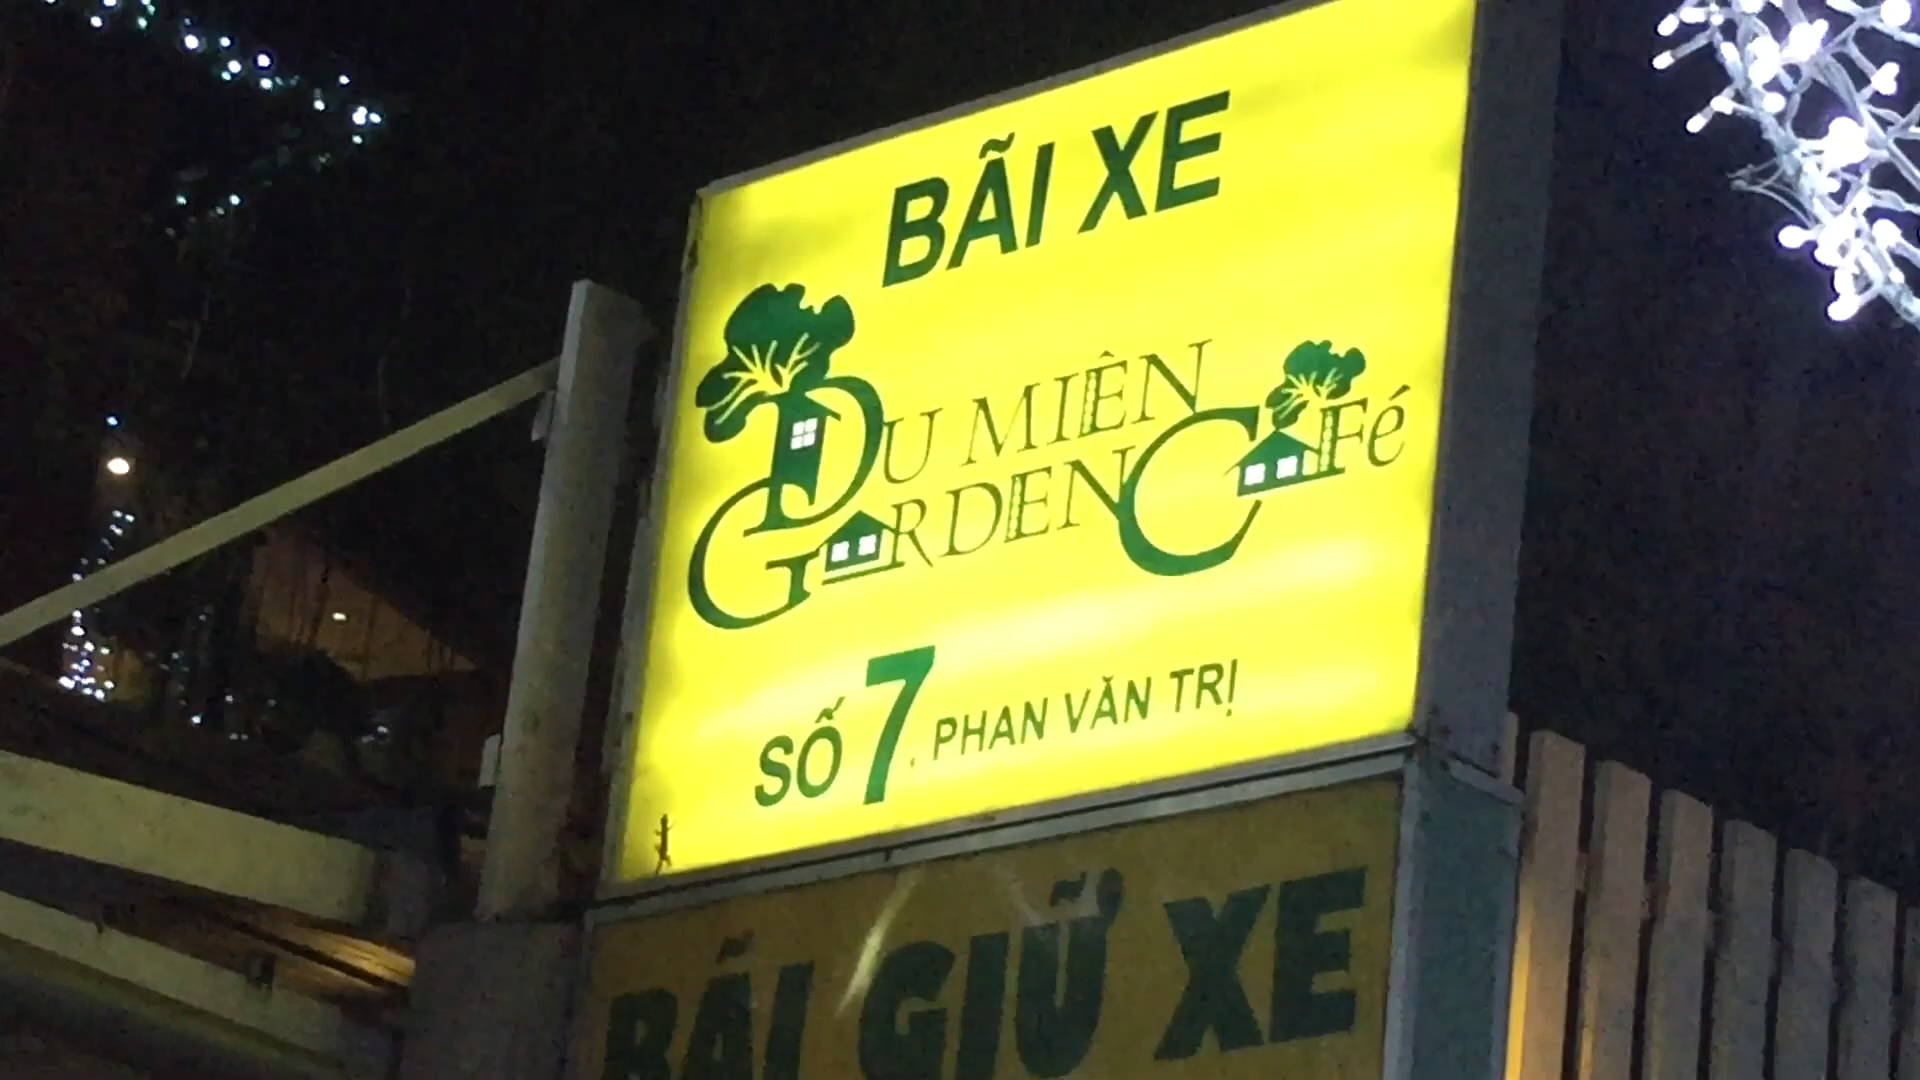 BÃI XE
DU MIÊN
GARDEN CAFé
SỐ 7, PHAN VĂN TRỊ
BÃI GIỮ XE